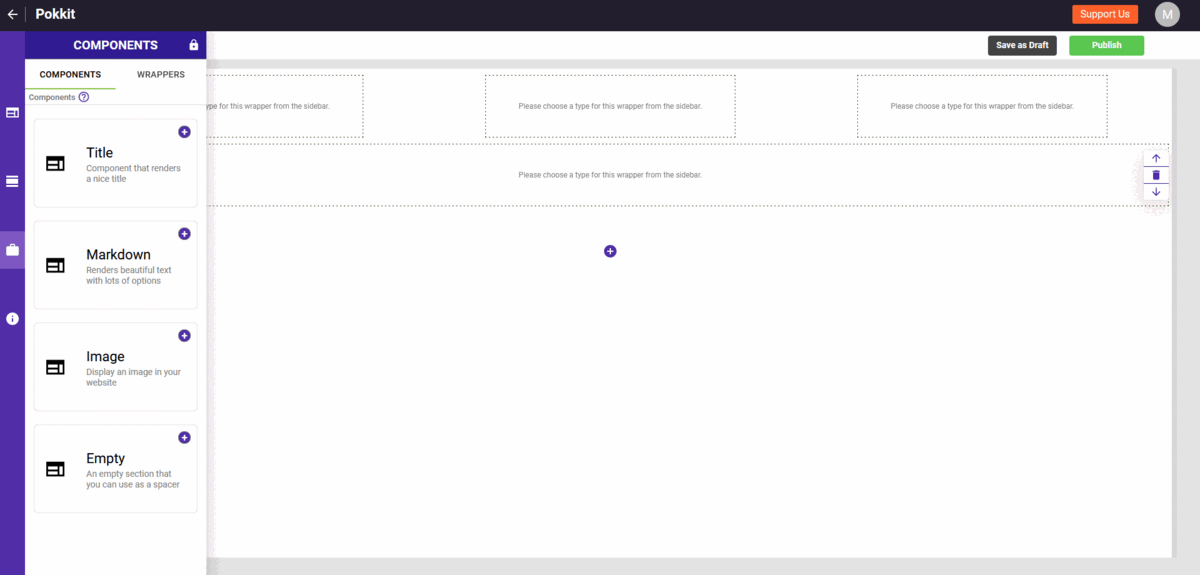 Pokkit
Support Us
M
COMPONENTS
Save as Draft
Publish
COMPONENTS
WRAPPERS
Components
Title
Component that renders
a nice title
Markdown
Renders beautiful text
with lots of options
Image
Display an image in your
website
Empty
An empty section that
you can use as a spacer
ype for this wrapper from the sidebar.
Please choose a type for this wrapper from the sidebar.
Please choose a type for this wrapper from the sidebar.
Please choose a type for this wrapper from the sidebar.